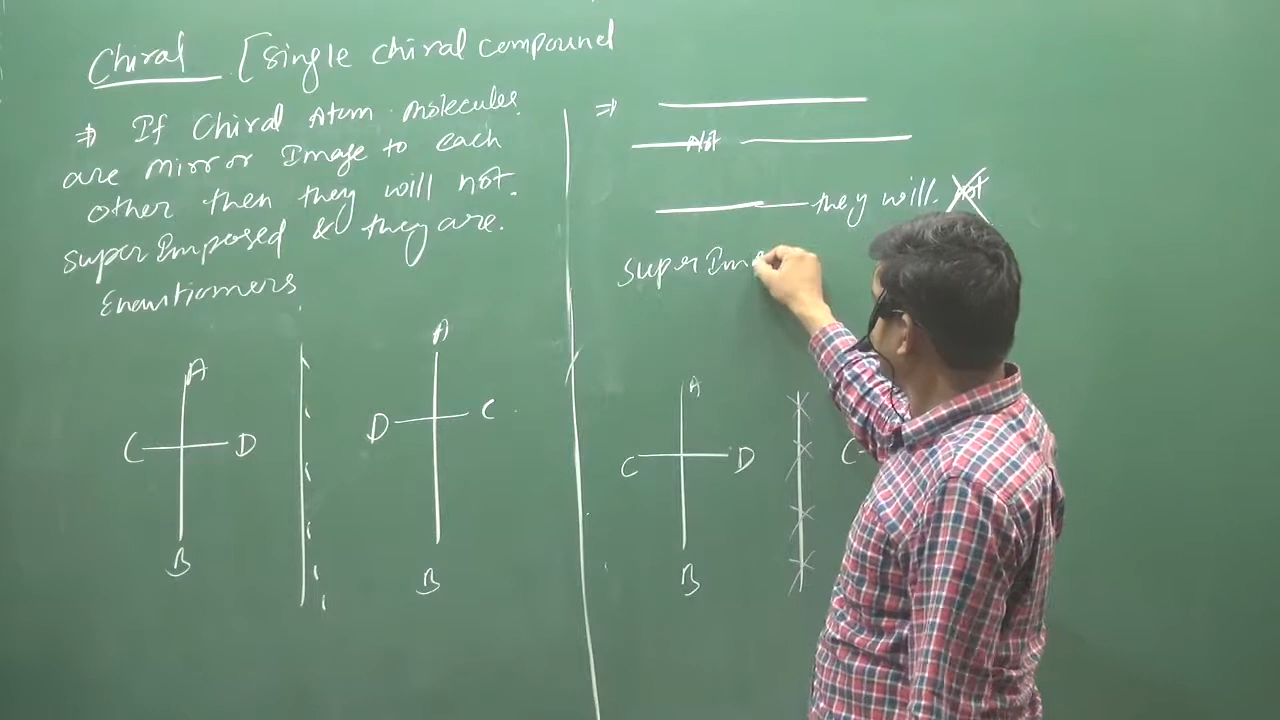 Chiral [Single chiral compound
⇒ If Chiral Atom molecules
are mirror Image to each
other then they will not.
superImposed & they are.
Enantiomers
A
C D
B
A
D C
B
⇒
Not
they will. not
superIm
A
C D
B
C